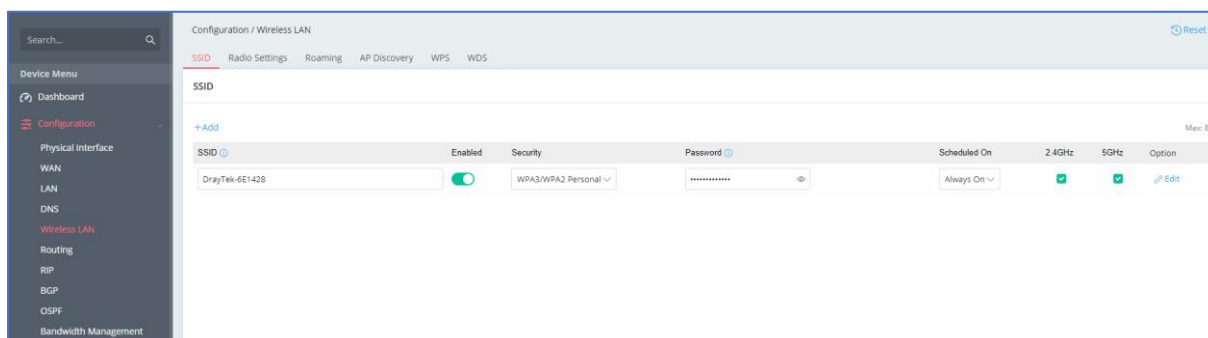 Search...
Device Menu
Dashboard
Configuration
Physical Interface
WAN
LAN
DNS
Wireless LAN
Routing
RIP
BGP
OSPF
Bandwidth Management
Configuration / Wireless LAN
Reset
SSID Radio Settings Roaming AP Discovery WPS WDS
SSID
+Add
Max: 8
SSID Enabled Security Password Scheduled On 2.4GHz 5GHz Option
DrayTek-6E1428 WPA3/WPA2 Personal ••••••••••••• Always On Edit